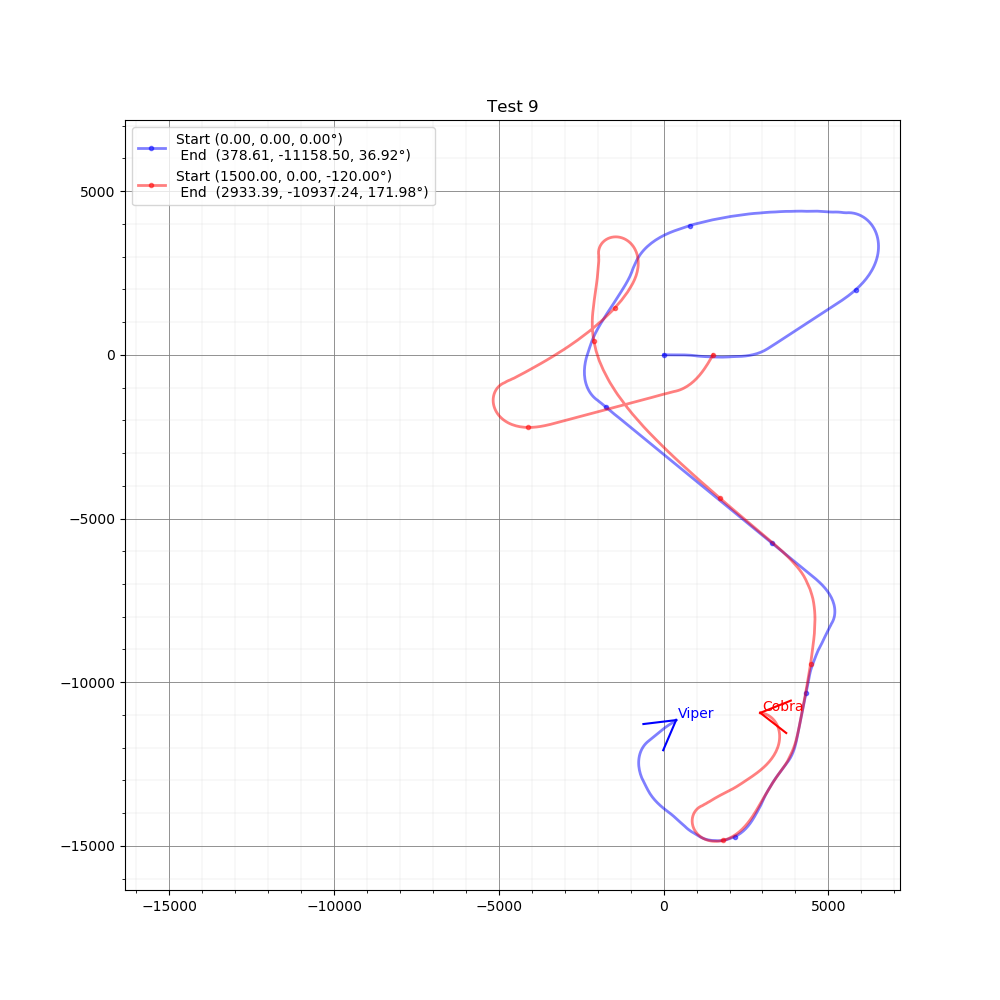 Test 9
Start (0.00, 0.00, 0.00°)
End (378.61, -11158.50, 36.92°)
Start (1500.00, 0.00, -120.00°)
End (2933.39, -10937.24, 171.98°)
5000
0
−5000
−10000
−15000
Viper
Cobra
−15000
−10000
−5000
0
5000